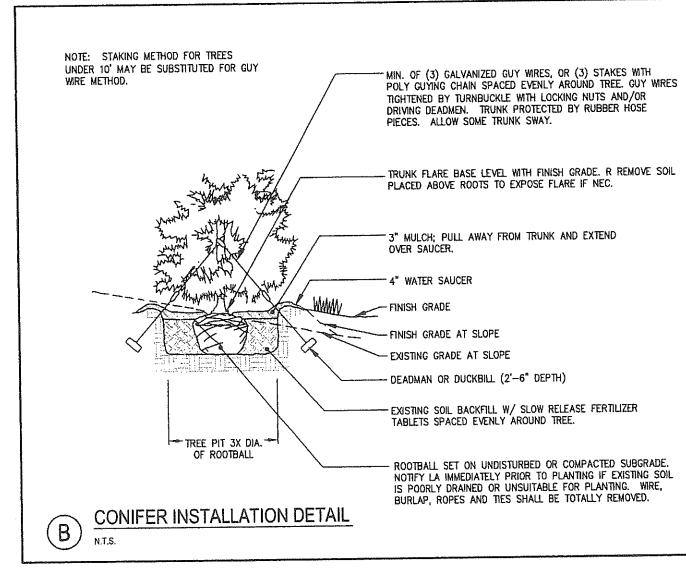 NOTE: STAKING METHOD FOR TREES
UNDER 10' MAY BE SUBSTITUTED FOR GUY
WIRE METHOD.
MIN. OF (3) GALVANIZED GUY WIRES, OR (3) STAKES WITH
POLY GUYING CHAIN SPACED EVENLY AROUND TREE. GUY WIRES
TIGHTENED BY TURNBUCKLE WITH LOCKING NUTS AND/OR
DRIVING DEADMEN. TRUNK PROTECTED BY RUBBER HOSE
PIECES. ALLOW SOME TRUNK SWAY.
TRUNK FLARE BASE LEVEL WITH FINISH GRADE. R REMOVE SOIL
PLACED ABOVE ROOTS TO EXPOSE FLARE IF NEC.
3" MULCH; PULL AWAY FROM TRUNK AND EXTEND
OVER SAUCER.
4" WATER SAUCER
FINISH GRADE
FINISH GRADE AT SLOPE
EXISTING GRADE AT SLOPE
DEADMAN OR DUCKBILL (2'-6" DEPTH)
EXISTING SOIL BACKFILL W/ SLOW RELEASE FERTILIZER
TABLETS SPACED EVENLY AROUND TREE.
TREE PIT 3X DIA.
OF ROOTBALL
ROOTBALL SET ON UNDISTURBED OR COMPACTED SUBGRADE.
NOTIFY LA IMMEDIATELY PRIOR TO PLANTING IF EXISTING SOIL
IS POORLY DRAINED OR UNSUITABLE FOR PLANTING. WIRE,
BURLAP, ROPES AND TIES SHALL BE TOTALLY REMOVED.
B CONIFER INSTALLATION DETAIL
N.T.S.